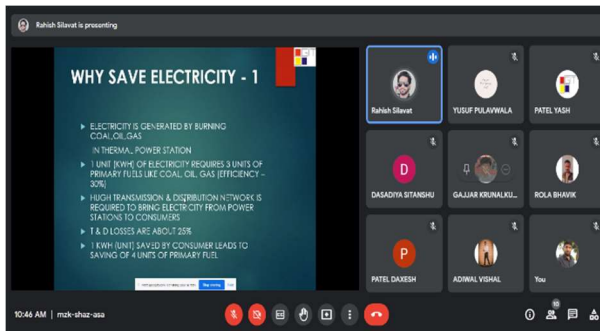 Rahish Silavat is presenting
WHY SAVE ELECTRICITY - 1
ELECTRICITY IS GENERATED BY BURNING
COAL,OIL,GAS
IN THERMAL POWER STATION
1 UNIT (KWH) OF ELECTRICITY REQUIRES 3 UNITS OF
PRIMARY FUELS LIKE COAL, OIL, GAS (EFFICIENCY –
30%)
HUGH TRANSMISSION & DISTRIBUTION NETWORK IS
REQUIRED TO BRING ELECTRICITY FROM POWER
STATIONS TO CONSUMERS
T & D LOSSES ARE ABOUT 25%
1 KWH (UNIT) SAVED BY CONSUMER LEADS TO
SAVING OF 4 UNITS OF PRIMARY FUEL
Rahish Silavat
YUSUF PULAVWALA
PATEL YASH
D
DASADIYA SITANSHU
GAJJAR KRUNALKU...
ROLA BHAVIK
P
PATEL DAXESH
ADIWAL VISHAL
You
10:46 AM | mzk-shaz-asa
10